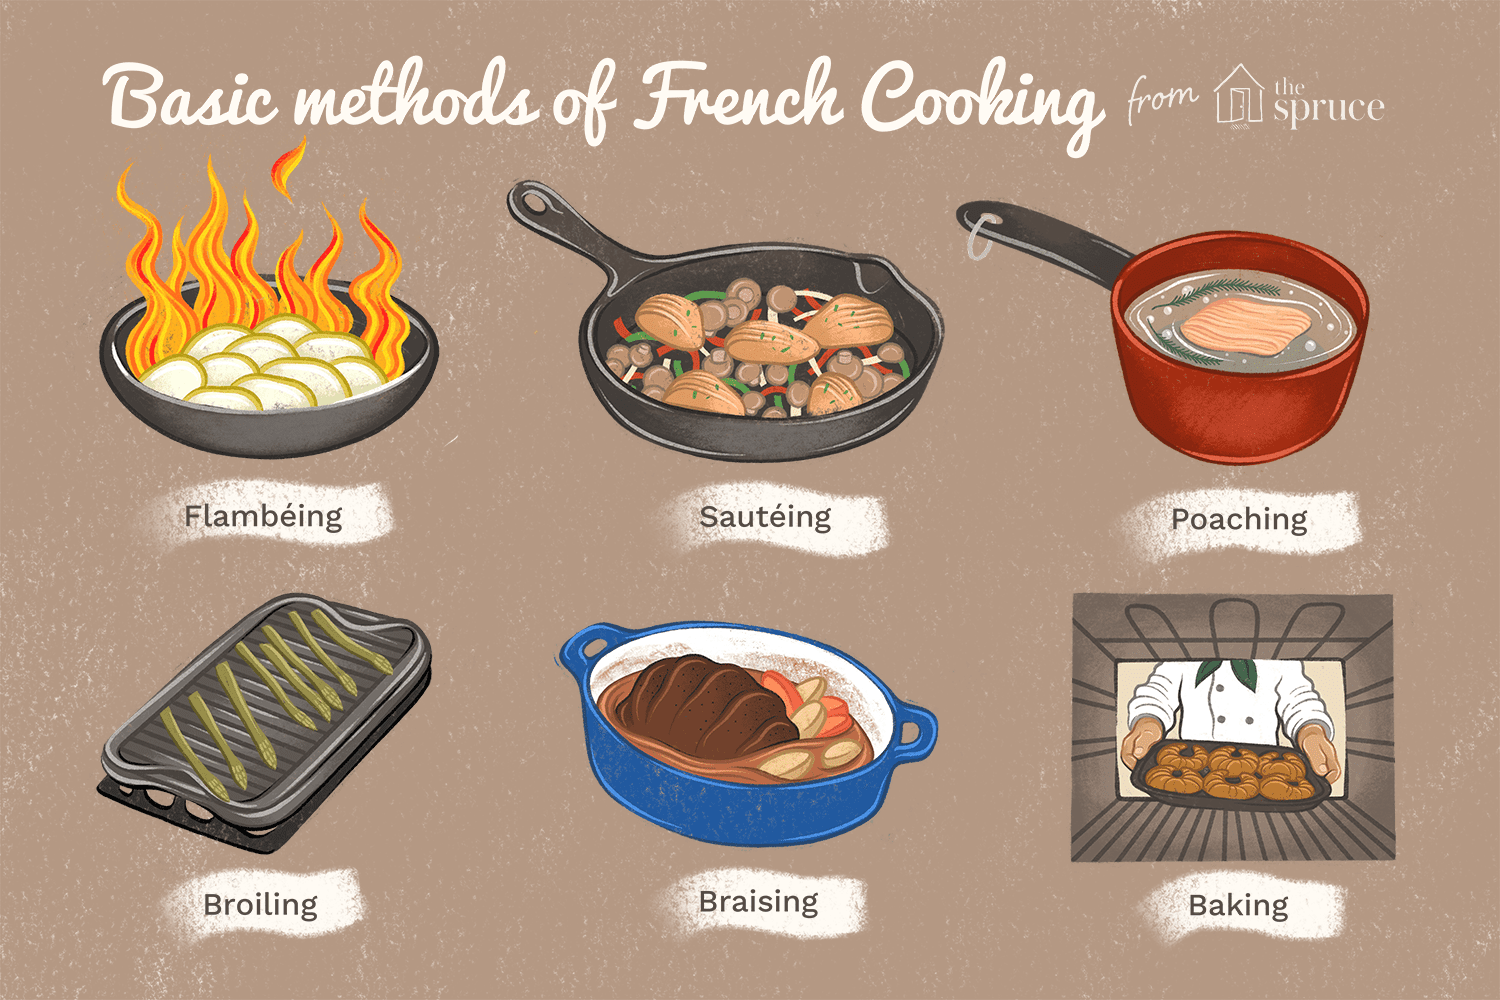 Basic methods of French Cooking from the spruce
Flambéing Sautéing Poaching
Broiling Braising Baking